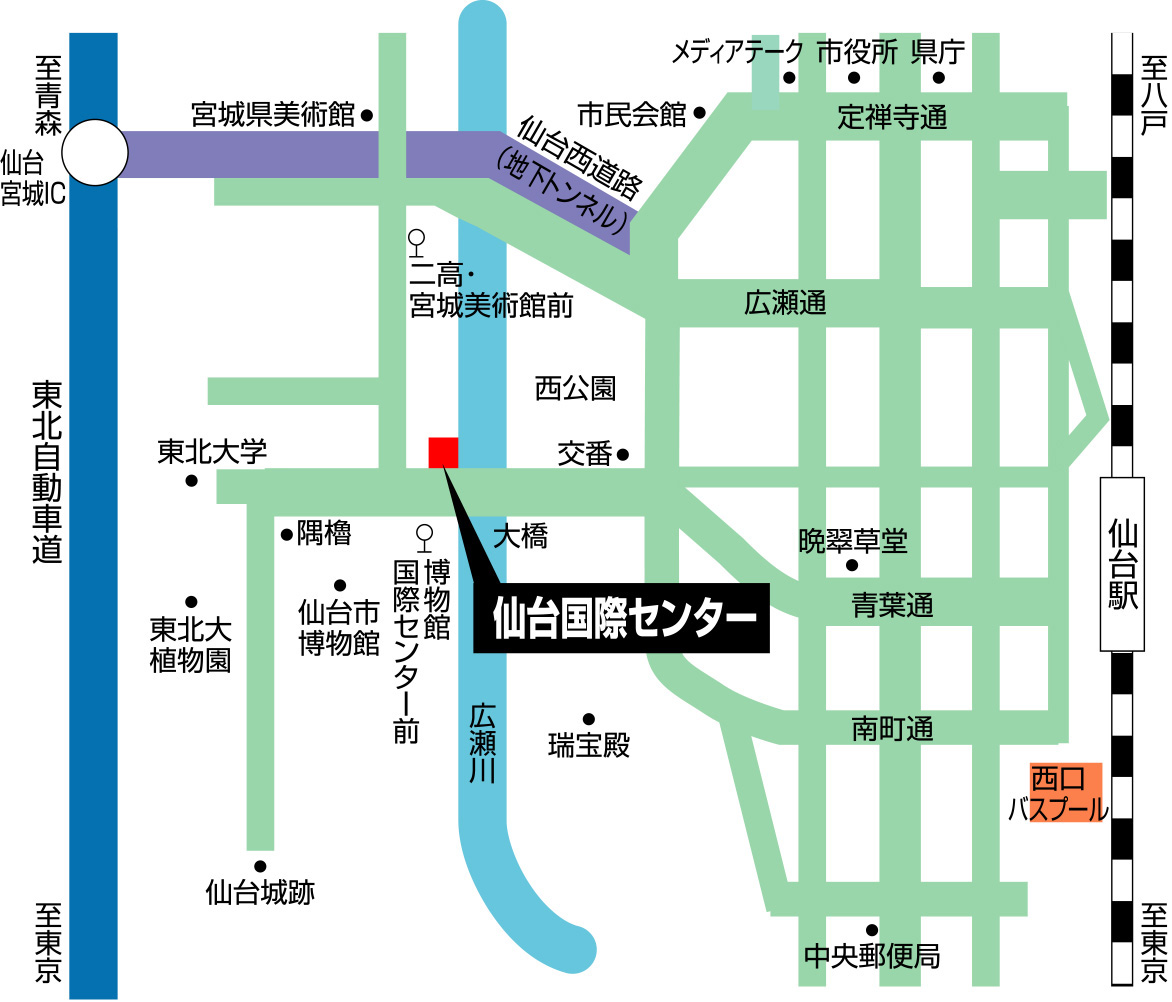 至青森
仙台
宮城IC
東北自動車道
至東京
宮城県美術館
仙台西道路
(地下トンネル)
市民会館
メディアテーク
市役所
県庁
定禅寺通
至八戸
二高・
宮城美術館前
広瀬通
西公園
交番
東北大学
隅櫓
大橋
博物館
国際センター前
仙台市
博物館
東北大
植物園
仙台国際センター
晩翠草堂
青葉通
仙台駅
広瀬川
瑞宝殿
南町通
西口
バスプール
仙台城跡
中央郵便局
至東京